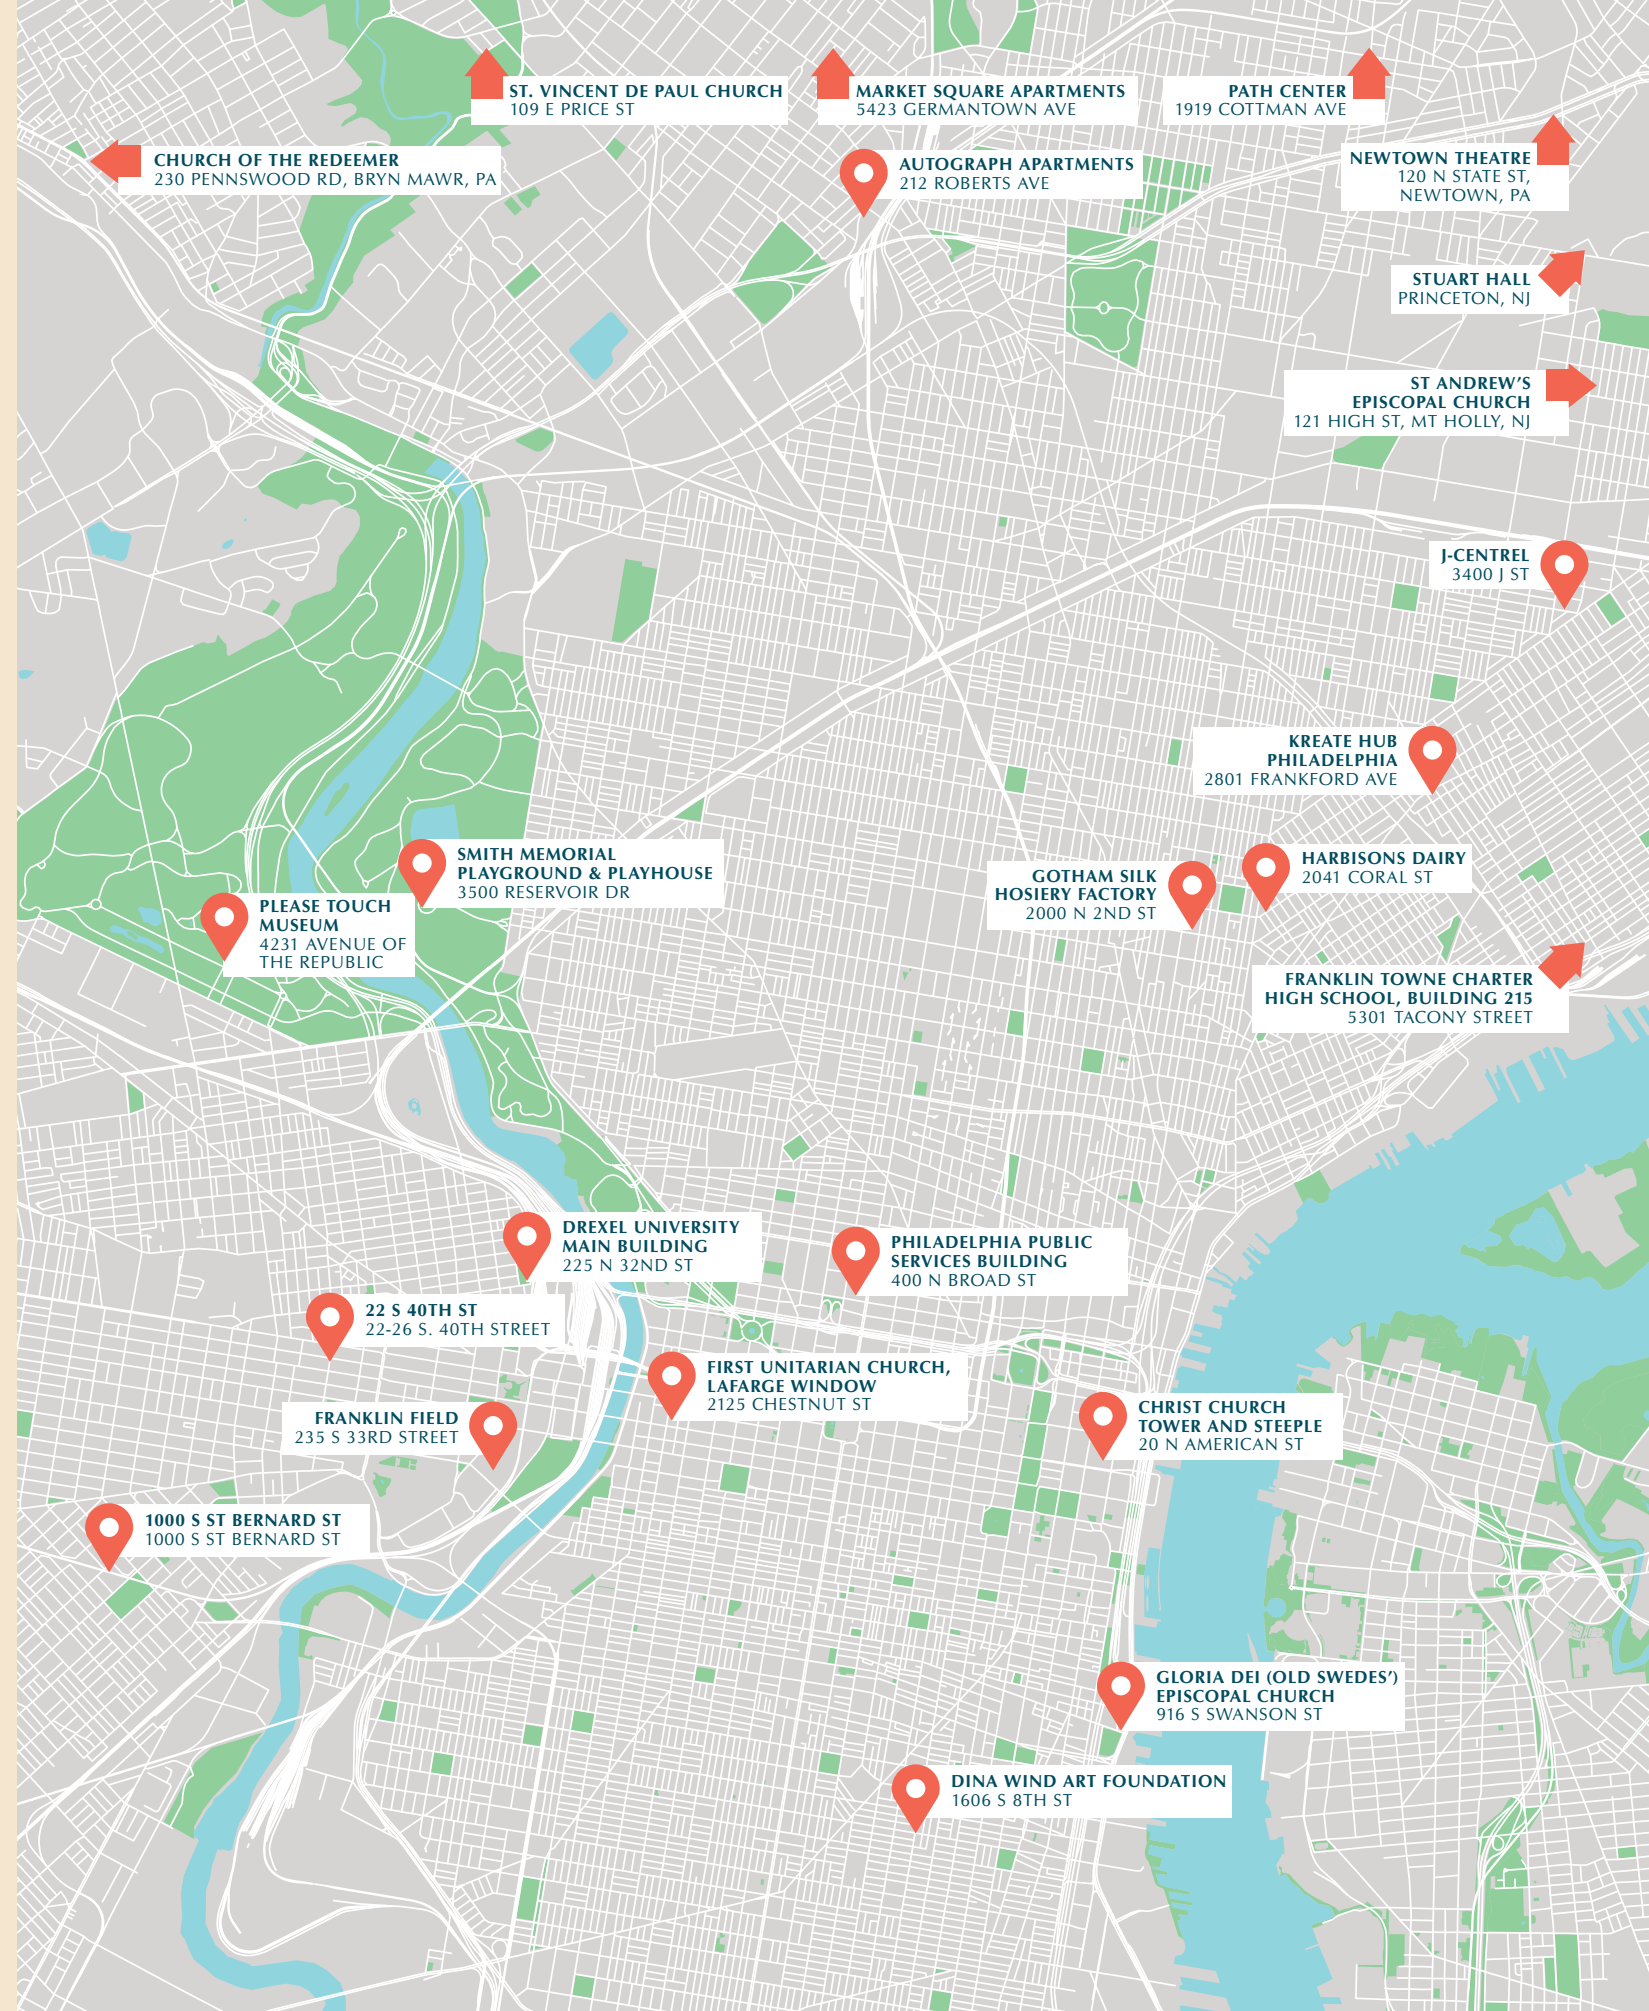 ST. VINCENT DE PAUL CHURCH
109 E PRICE ST
MARKET SQUARE APARTMENTS
5423 GERMANTOWN AVE
PATH CENTER
1919 COTTMAN AVE
CHURCH OF THE REDEEMER
230 PENNSWOOD RD, BRYN MAWR, PA
AUTOGRAPH APARTMENTS
212 ROBERTS AVE
NEWTOWN THEATRE
120 N STATE ST,
NEWTOWN, PA
STUART HALL
PRINCETON, NJ
ST ANDREW'S
EPISCOPAL CHURCH
121 HIGH ST, MT HOLLY, NJ
J-CENTREL
3400 J ST
KREATE HUB
PHILADELPHIA
2801 FRANKFORD AVE
SMITH MEMORIAL
PLAYGROUND & PLAYHOUSE
3500 RESERVOIR DR
GOTHAM SILK
HOSIERY FACTORY
2000 N 2ND ST
HARBISONS DAIRY
2041 CORAL ST
PLEASE TOUCH
MUSEUM
4231 AVENUE OF
THE REPUBLIC
FRANKLIN TOWNE CHARTER
HIGH SCHOOL, BUILDING 215
5301 TACONY STREET
DREXEL UNIVERSITY
MAIN BUILDING
225 N 32ND ST
PHILADELPHIA PUBLIC
SERVICES BUILDING
400 N BROAD ST
22 S 40TH ST
22-26 S. 40TH STREET
FIRST UNITARIAN CHURCH,
LAFARGE WINDOW
2125 CHESTNUT ST
FRANKLIN FIELD
235 S 33RD STREET
CHRIST CHURCH
TOWER AND STEEPLE
20 N AMERICAN ST
1000 S ST BERNARD ST
1000 S ST BERNARD ST
GLORIA DEI (OLD SWEDES')
EPISCOPAL CHURCH
916 S SWANSON ST
DINA WIND ART FOUNDATION
1606 S 8TH ST